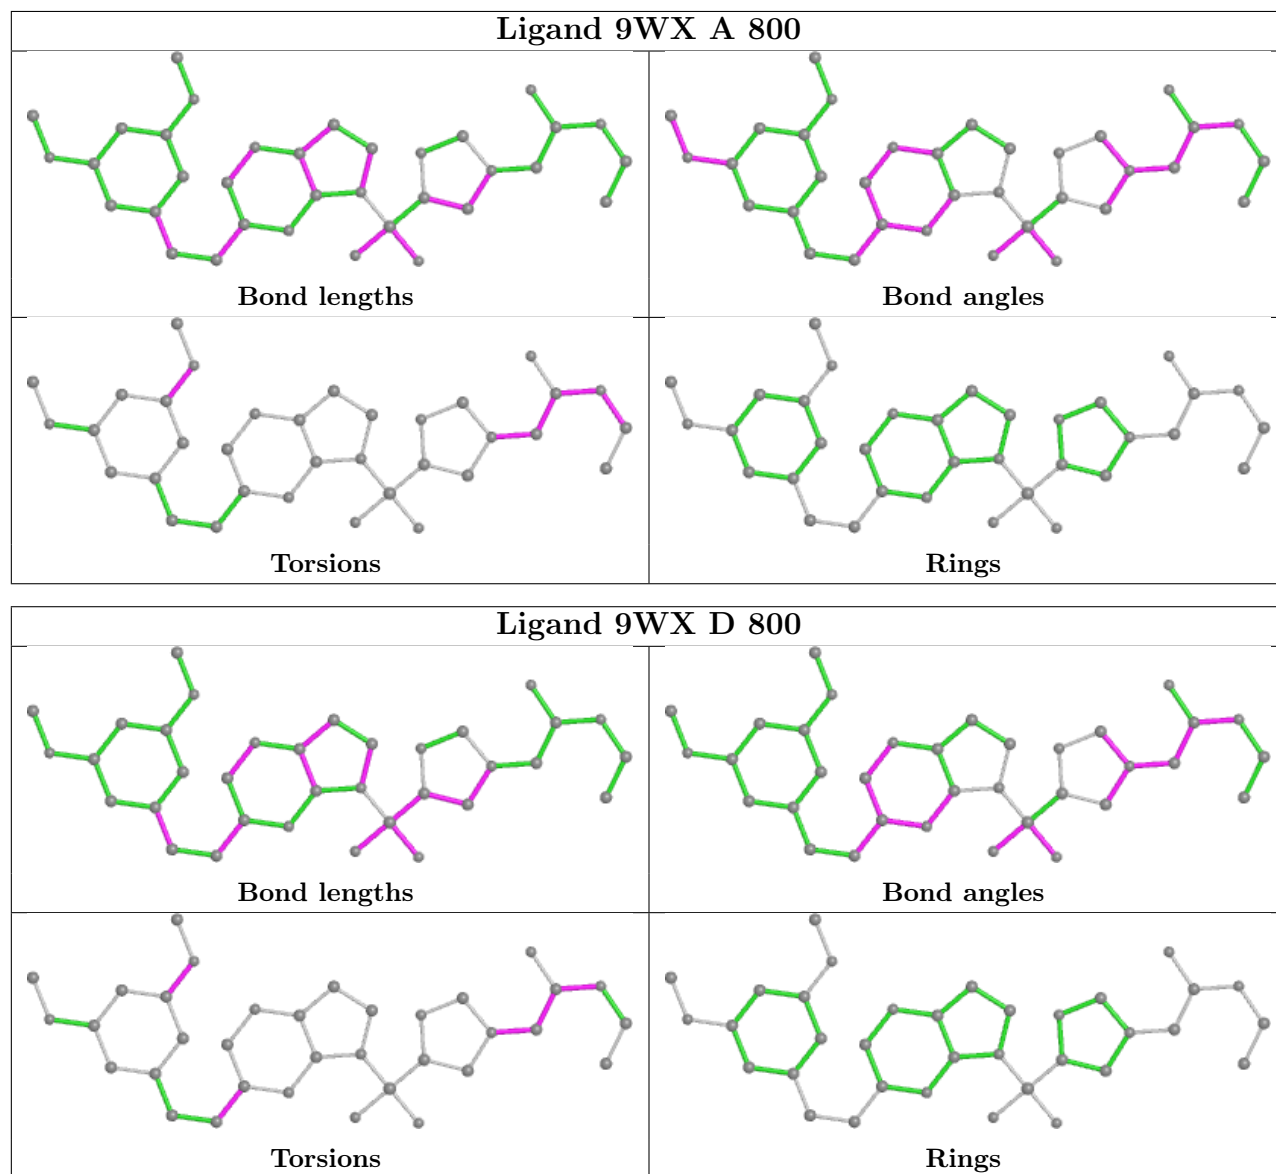 Ligand 9WX A 800
Bond lengths
Bond angles
Torsions
Rings
Ligand 9WX D 800
Bond lengths
Bond angles
Torsions
Rings